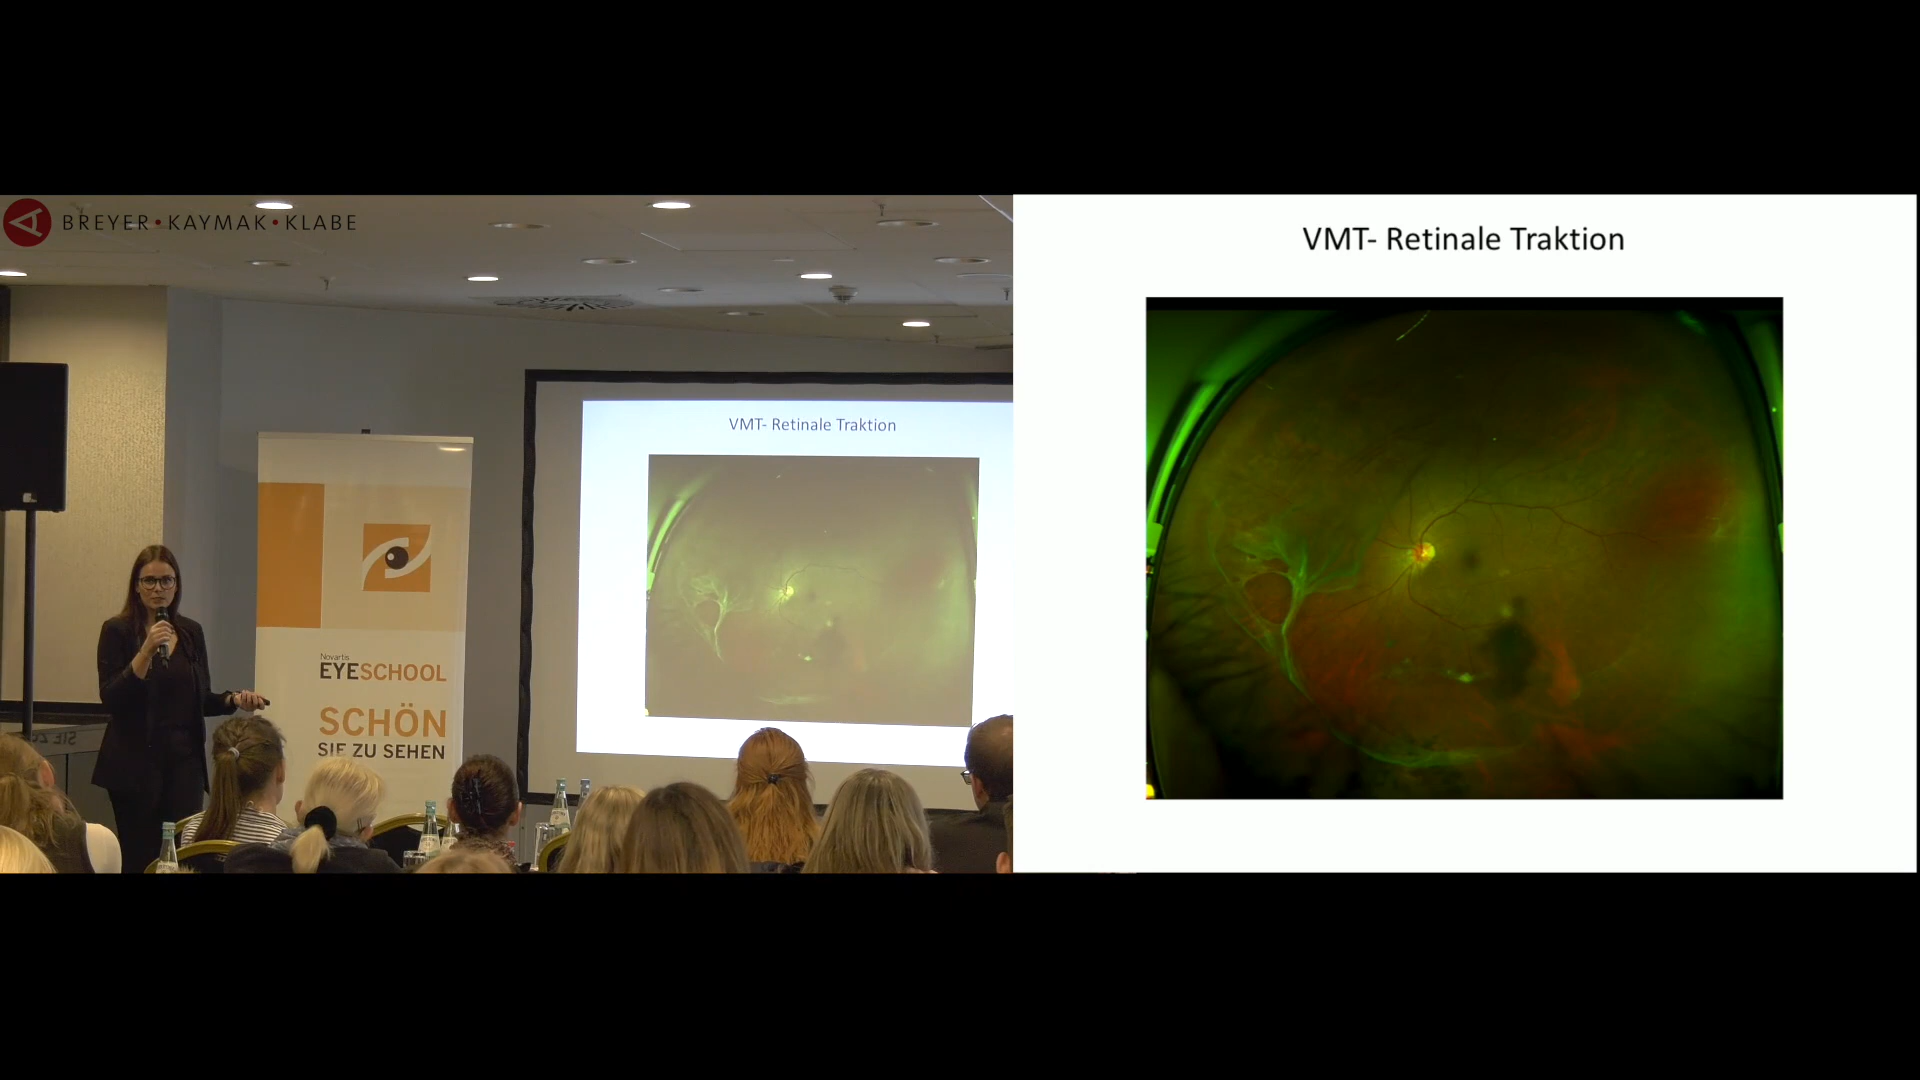 BREYER•KAYMAK•KLABE
VMT- Retinale Traktion
VMT- Retinale Traktion
Novartis
EYESCHOOL
SCHÖN
SIE ZU SEHEN